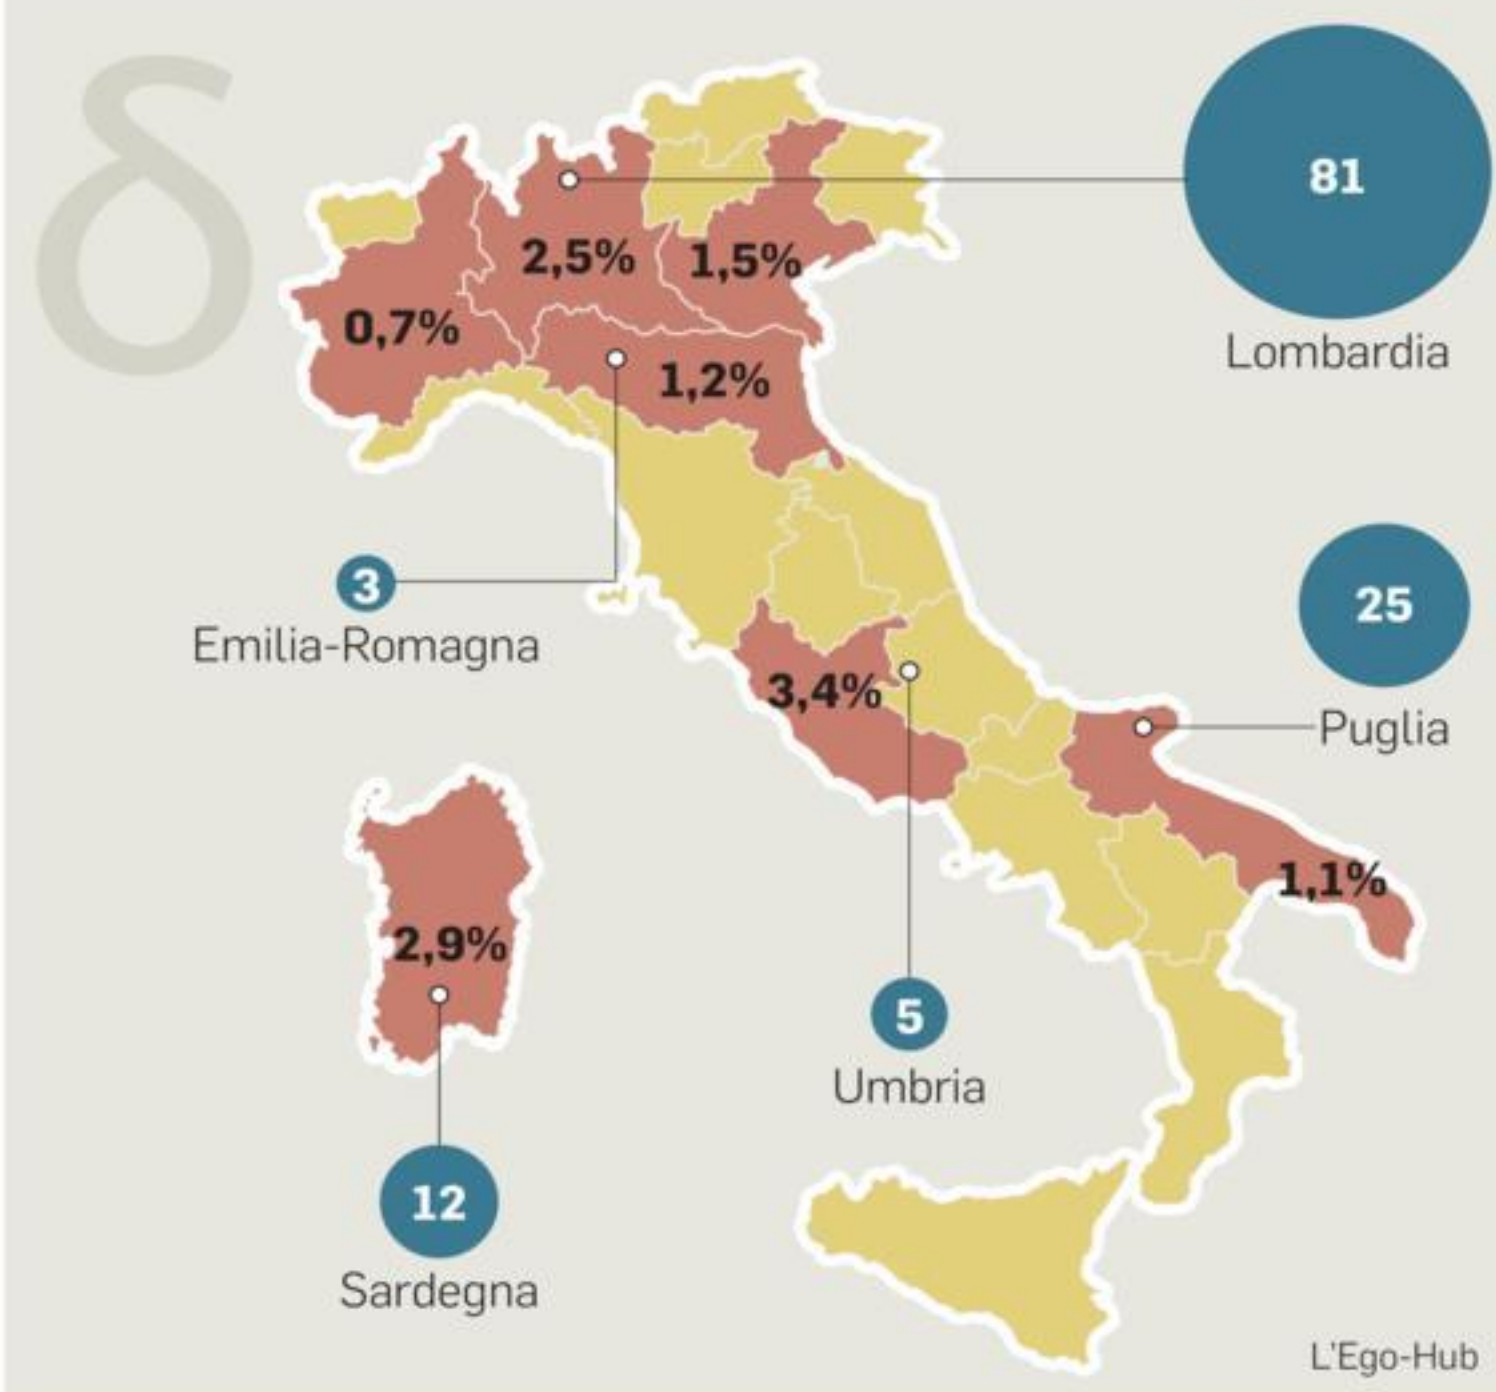 δ
81
Lombardia
2,5%
1,5%
0,7%
1,2%
3
Emilia-Romagna
25
Puglia
3,4%
1,1%
2,9%
5
Umbria
12
Sardegna
L'Ego-Hub